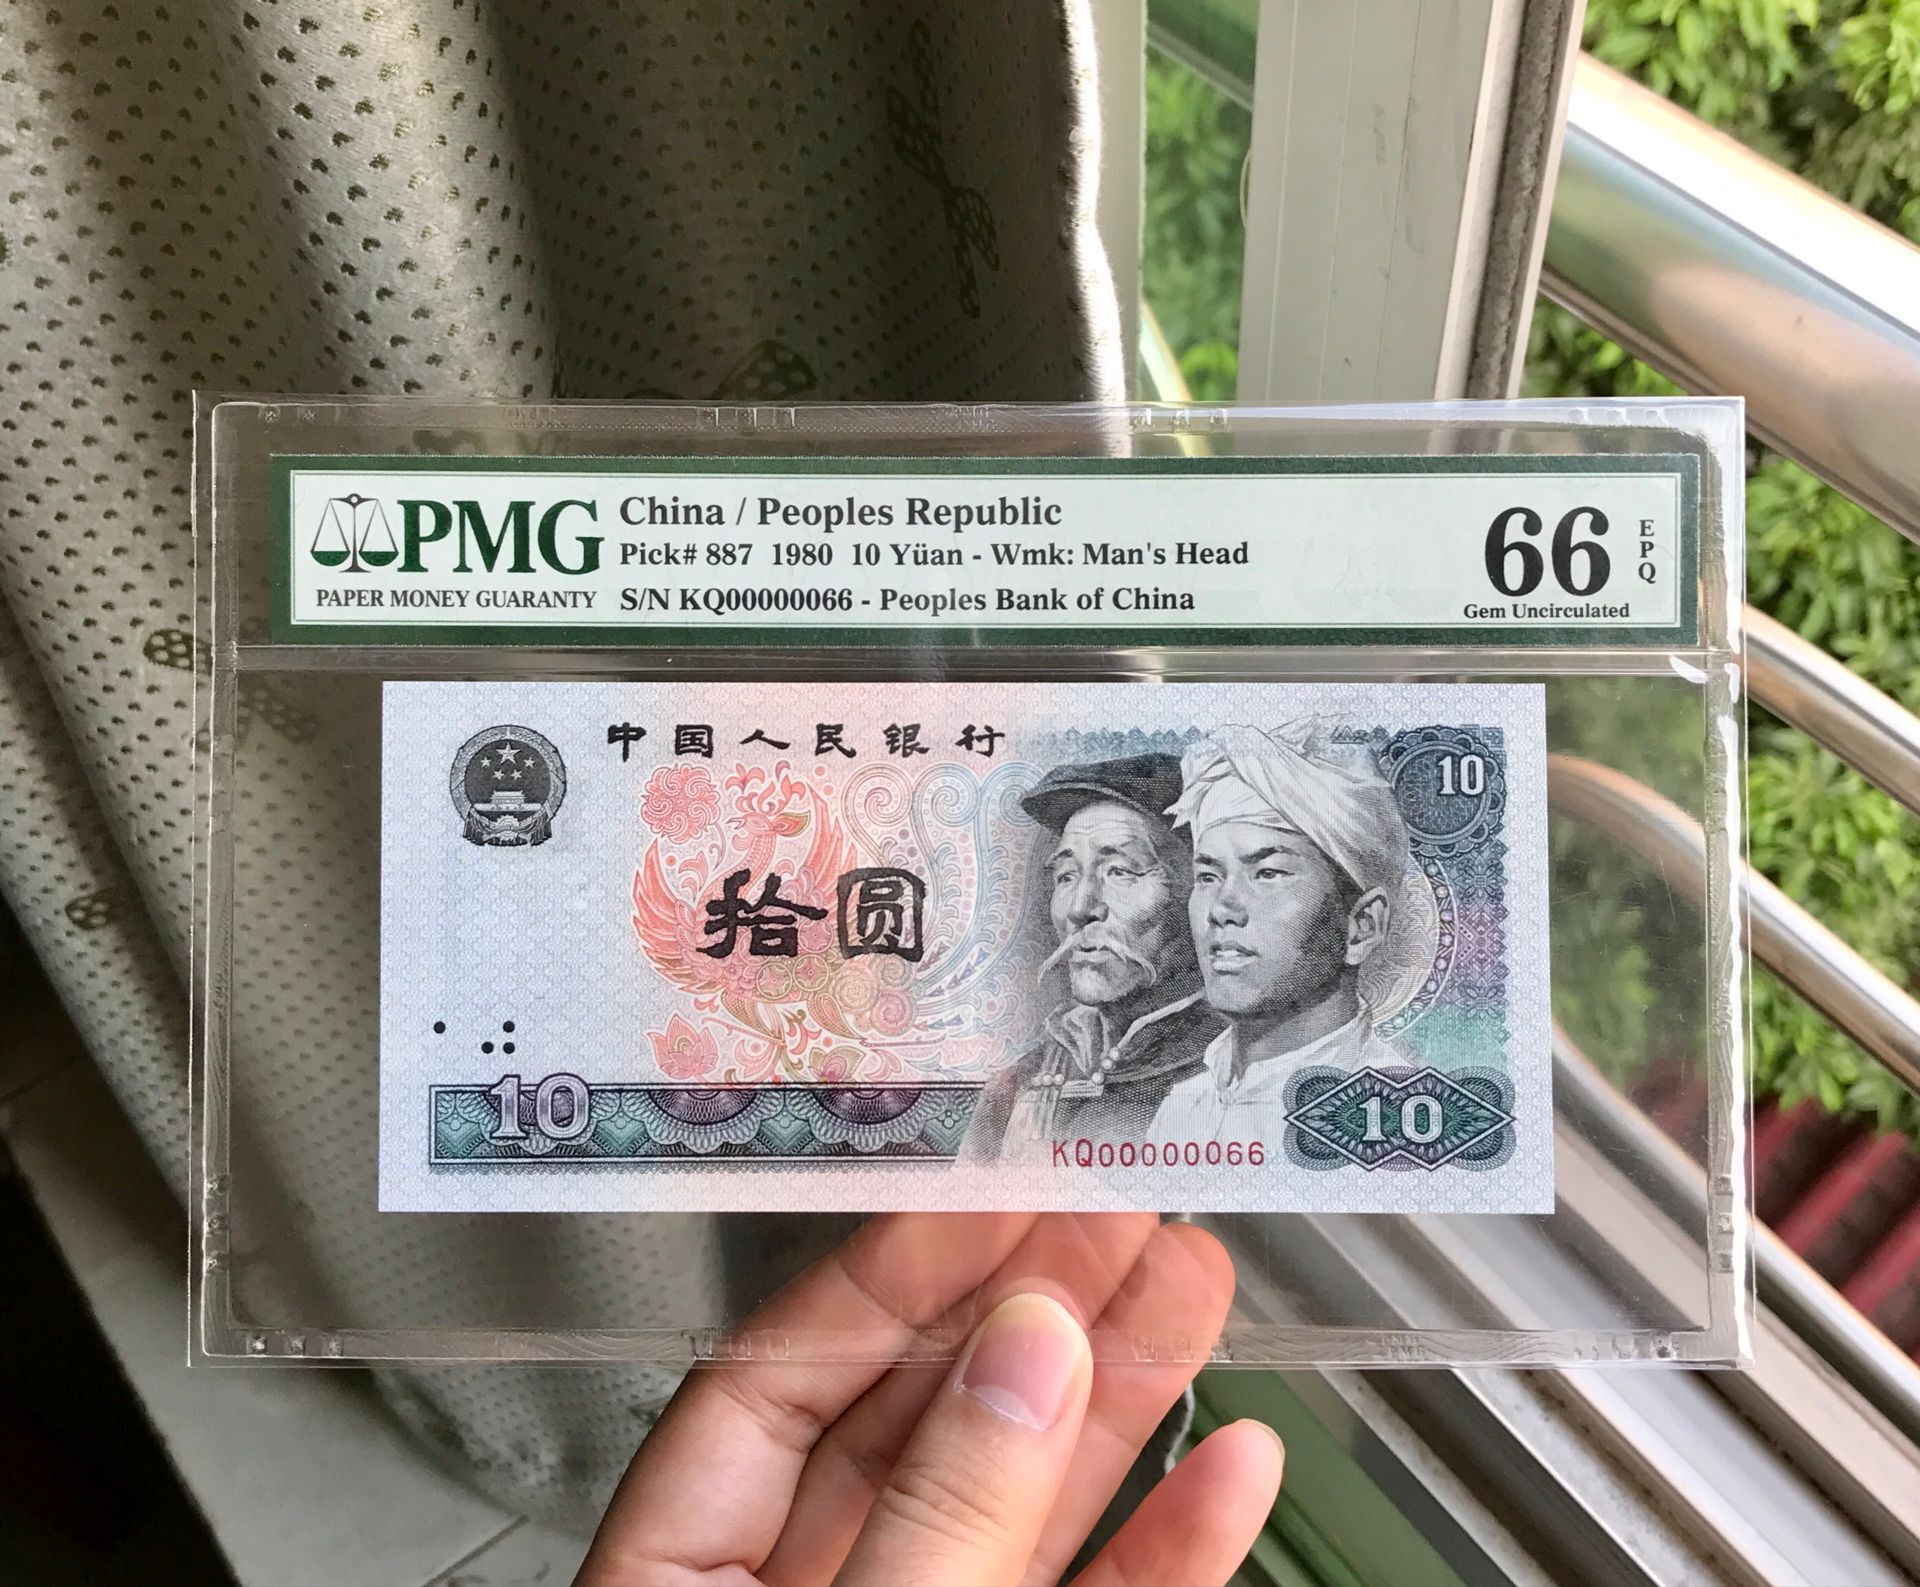 PMG
PAPER MONEY GUARANTY
China / Peoples Republic
Pick# 887 1980 10 Yüan - Wmk: Man's Head
S/N KQ00000066 - Peoples Bank of China
66
EPQ
Gem Uncirculated
中国人民银行
10
拾圆
10
KQ00000066
10